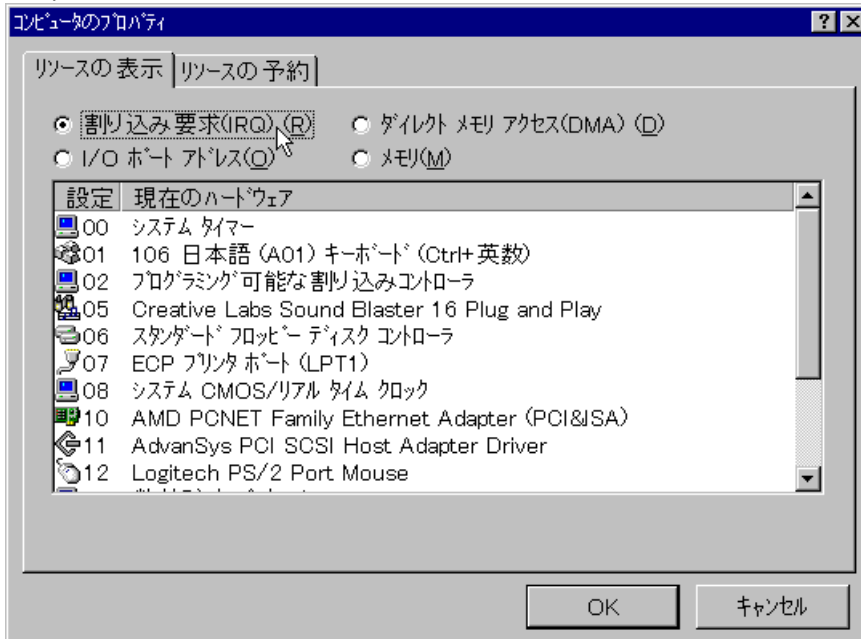 コンピュータのプロパティ
リソースの 表示 リソースの 予約
割り込み要求(IRQ) (R) ダイレクト メモリ アクセス(DMA) (D)
I/O ポート アドレス(O) メモリ(M)
設定 現在のハードウェア
00 システム タイマー
01 106 日本語 (A01) キーボード (Ctrl+英数)
02 プログラミング可能な割り込みコントローラ
05 Creative Labs Sound Blaster 16 Plug and Play
06 スタンダード フロッピー ディスク コントローラ
07 ECP プリンタ ポート (LPT1)
08 システム CMOS/リアル タイム クロック
10 AMD PCNET Family Ethernet Adapter (PCI&ISA)
11 AdvanSys PCI SCSI Host Adapter Driver
12 Logitech PS/2 Port Mouse
OK キャンセル